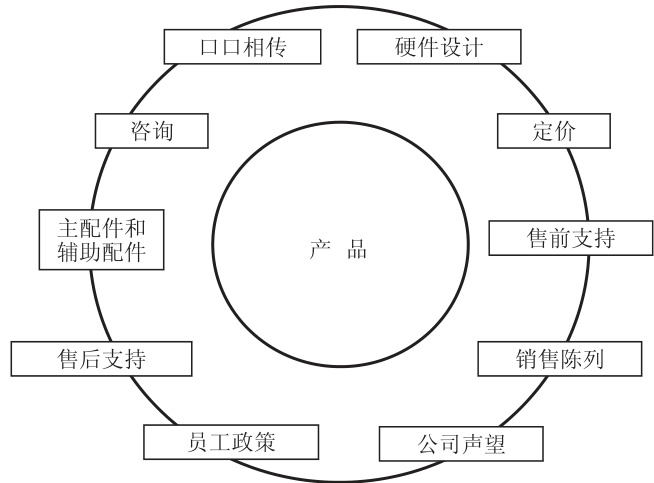 口口相传
硬件设计
咨询
定价
主配件和
辅助配件
售前支持
产品
售后支持
销售陈列
员工政策
公司声望